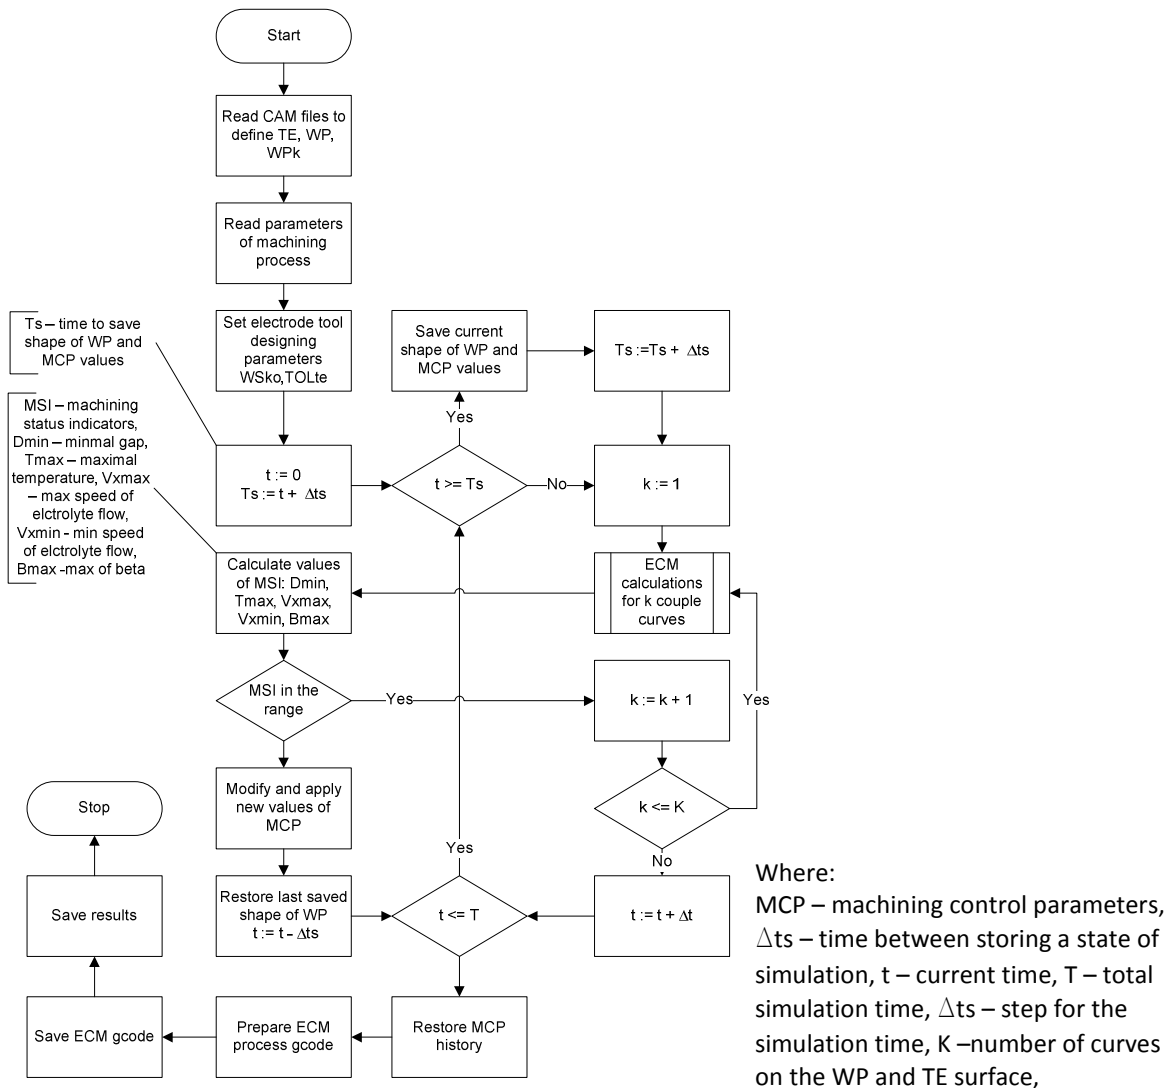 Start
Read CAM files to
define TE, WP,
WPk
Read parameters
of machining
process
Ts – time to save
shape of WP and
MCP values
Set electrode tool
designing
parameters
WSko,TOLte
Save current
shape of WP and
MCP values
Ts :=Ts + Δts
MSI – machining
status indicators,
Dmin – minmal gap,
Tmax – maximal
temperature, Vxmax
– max speed of
elctrolyte flow,
Vxmin - min speed
of elctrolyte flow,
Bmax -max of beta
Yes
t := 0
Ts := t + Δts
t >= Ts
No
k := 1
Calculate values
of MSI: Dmin,
Tmax, Vxmax,
Vxmin, Bmax
ECM
calculations
for k couple
curves
MSI in the
range
Yes
k := k + 1
Yes
Modify and apply
new values of
MCP
k <= K
Stop
Yes
No
Save results
Restore last saved
shape of WP
t := t - Δts
t <= T
t := t + Δt
Save ECM gcode
Prepare ECM
process gcode
Restore MCP
history
Where:
MCP – machining control parameters,
Δts – time between storing a state of
simulation, t – current time, T – total
simulation time, Δts – step for the
simulation time, K –number of curves
on the WP and TE surface,